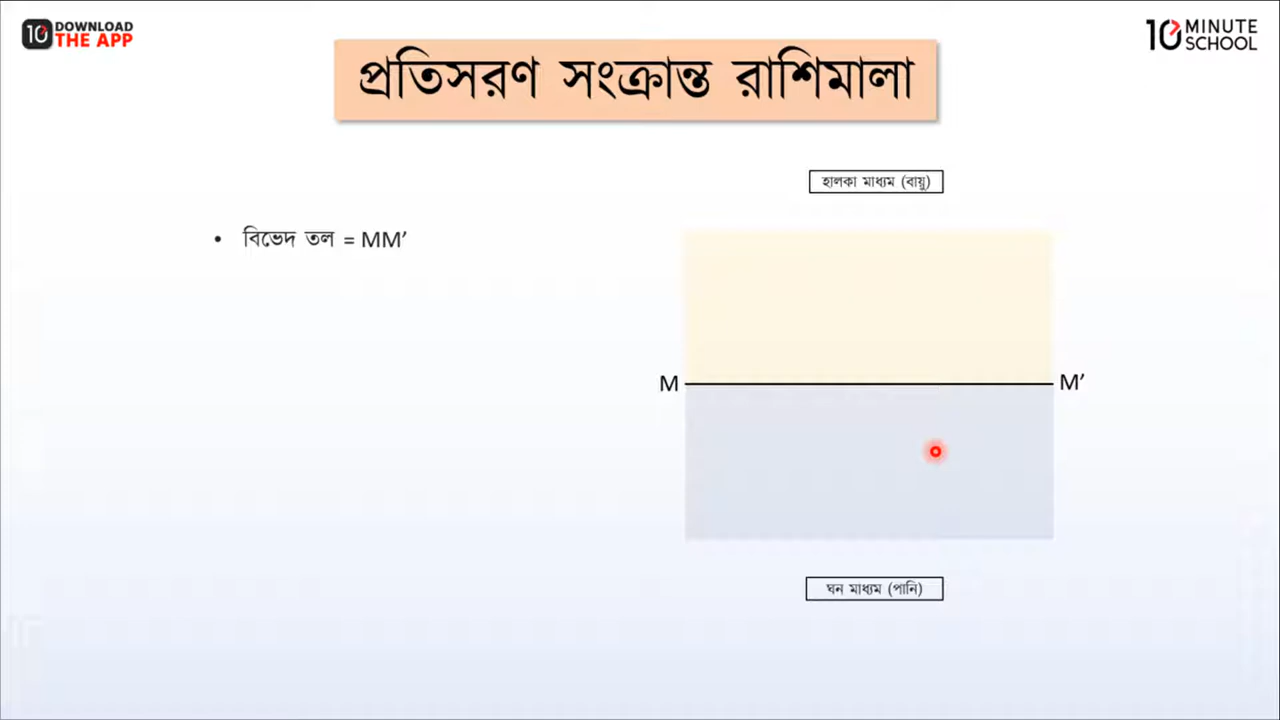 10 DOWNLOAD
THE APP
10 MINUTE
SCHOOL
প্রতিসরণ সংক্রান্ত রাশিমালা
হালকা মাধ্যম (বায়ু)
• বিভেদ তল = MM’
M
M’
ঘন মাধ্যম (পানি)